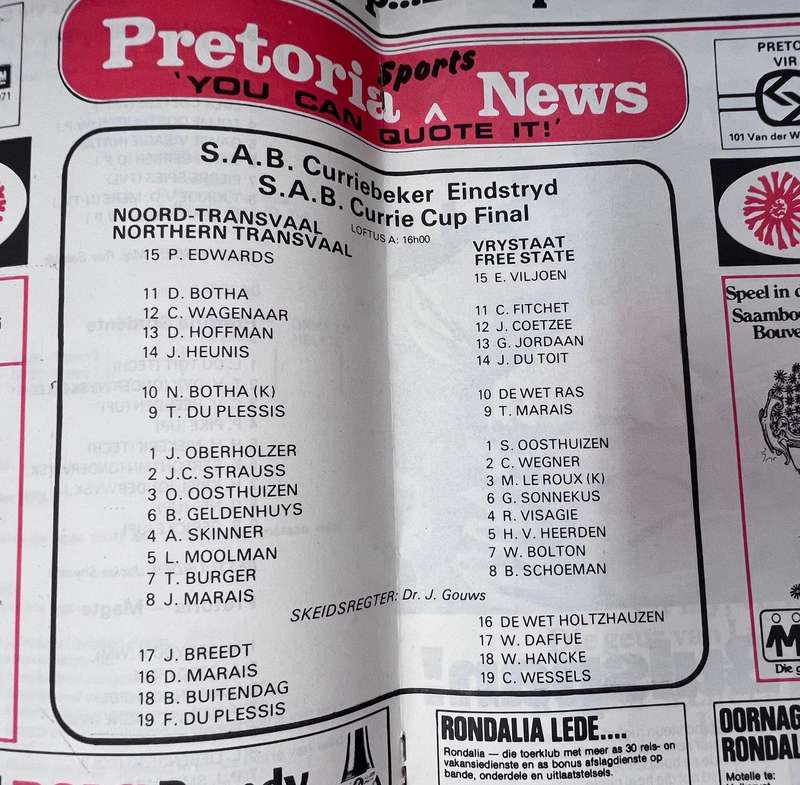 Pretoria Sports News
'YOU CAN QUOTE IT!'
S.A.B. Curriebeker Eindstryd
S.A.B. Currie Cup Final
LOFTUS A: 16h00
NOORD-TRANSVAAL
NORTHERN TRANSVAAL
15 P. EDWARDS
11 D. BOTHA
12 C. WAGENAAR
13 D. HOFFMAN
14 J. HEUNIS
10 N. BOTHA (K)
9 T. DU PLESSIS
1 J. OBERHOLZER
2 J.C. STRAUSS
3 O. OOSTHUIZEN
6 B. GELDENHUYS
4 A. SKINNER
5 L. MOOLMAN
7 T. BURGER
8 J. MARAIS
17 J. BREEDT
16 D. MARAIS
18 B. BUITENDAG
19 F. DU PLESSIS
VRYSTAAT
FREE STATE
15 E. VILJOEN
11 C. FITCHET
12 J. COETZEE
13 G. JORDAAN
14 J. DU TOIT
10 DE WET RAS
9 T. MARAIS
1 S. OOSTHUIZEN
2 C. WEGNER
3 M. LE ROUX (K)
6 G. SONNEKUS
4 R. VISAGIE
5 H. V. HEERDEN
7 W. BOLTON
8 B. SCHOEMAN
SKEIDSREGTER: Dr. J. Gouws
16 DE WET HOLTZHAUZEN
17 W. DAFFUE
18 W. HANCKE
19 C. WESSELS
RONDALIA LEDE....
Rondalia — die toerklub met meer as 30 reis- en
vakansiedienste en as bonus afslagdienste op
bande, onderdele en uitlaatstelsels.
PRETO
VIR
101 Van der W
Speel in d
Saambou
Bouve
Die g
OORNAG
RONDAL
Motelle te: